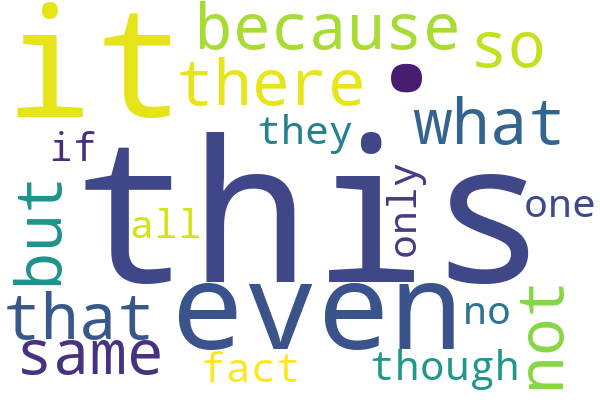 it
because
so
there
.
what
they
if
this
but
all
only
one
even
that
no
not
same
fact
though